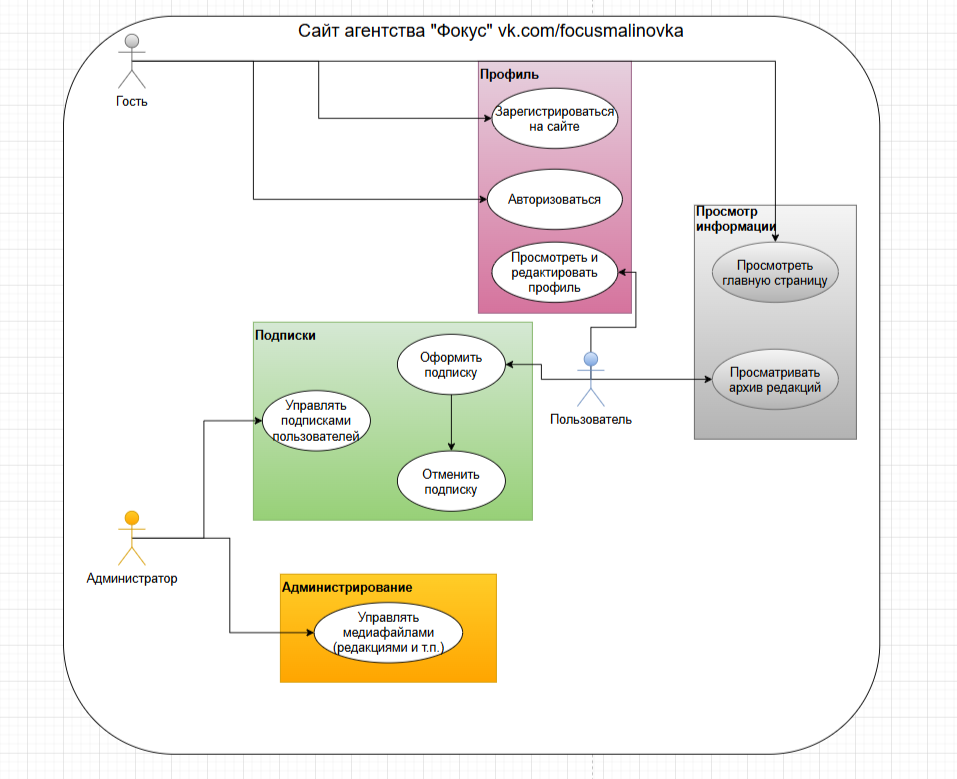 Сайт агентства "Фокус" vk.com/focusmalinovka
Гость
Профиль
Зарегистрироваться
на сайте
Авторизоваться
Просмотреть и
редактировать
профиль
Просмотр
информации
Просмотреть
главную страницу
Просматривать
архив редакций
Подписки
Оформить
подписку
Управлять
подписками
пользователей
Отменить
подписку
Пользователь
Администратор
Администрирование
Управлять
медиафайлами
(редакциями и т.п.)